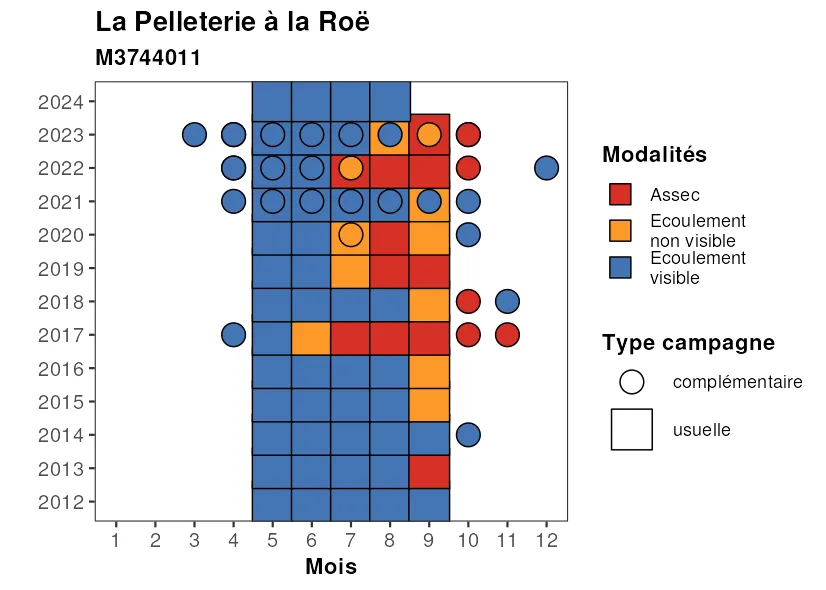 La Pelleterie à la Roë
M3744011
2024
2023
2022
2021
2020
2019
2018
2017
2016
2015
2014
2013
2012
1 2 3 4 5 6 7 8 9 10 11 12
Mois
Modalités
Assec
Ecoulement
non visible
Ecoulement
visible
Type campagne
complémentaire
usuelle